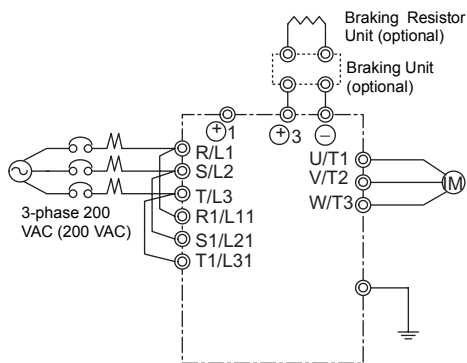 Braking Resistor
Unit (optional)
Braking Unit
(optional)
+1
+3
−
R/L1
S/L2
T/L3
R1/L11
S1/L21
T1/L31
U/T1
V/T2
W/T3
M
3-phase 200
VAC (200 VAC)